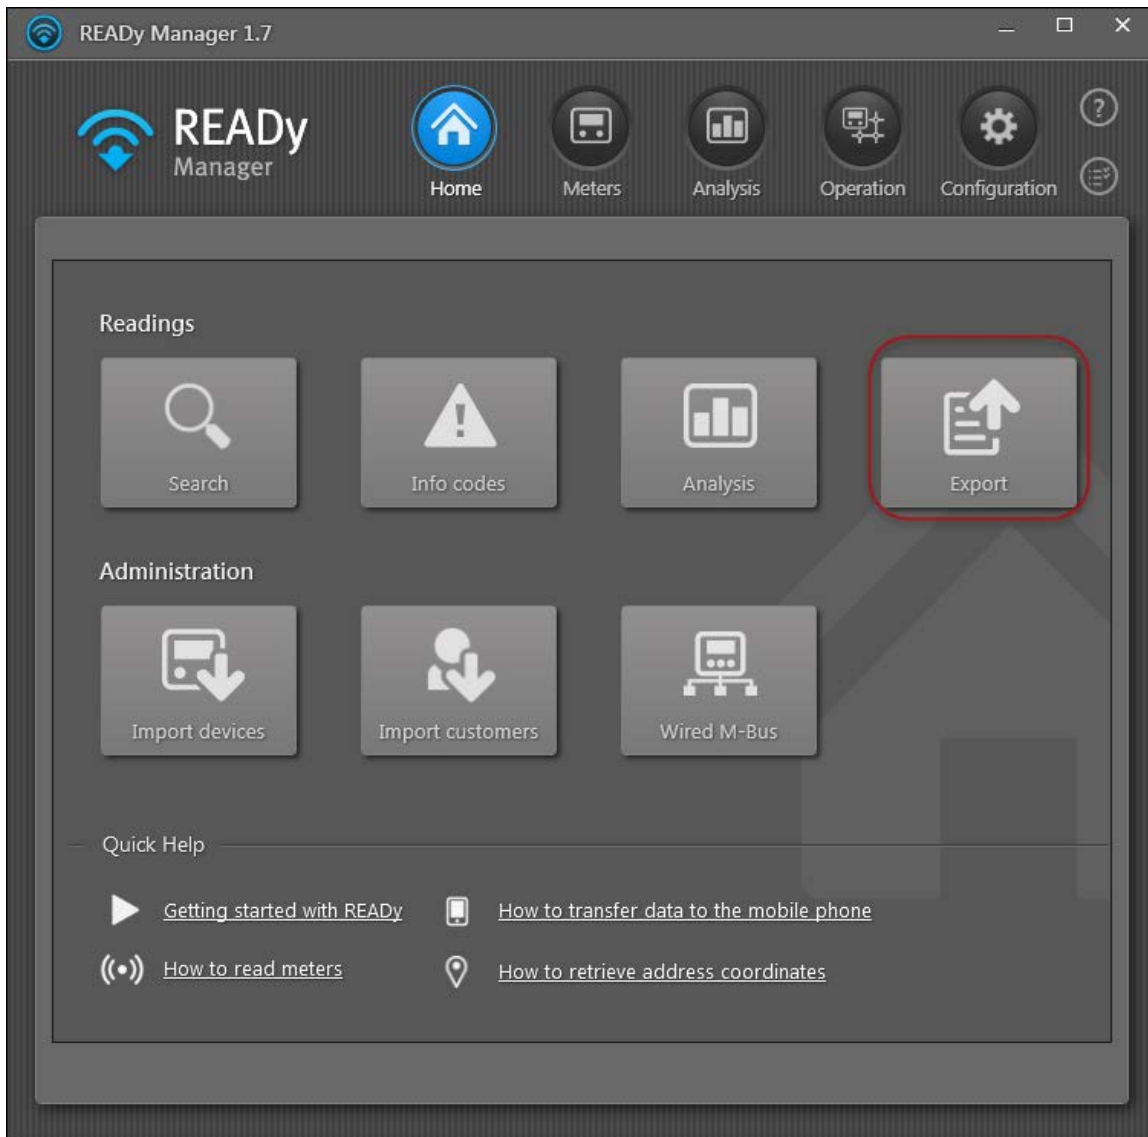 READy Manager 1.7
READy
Manager
Home Meters Analysis Operation Configuration
?
Readings
Search Info codes Analysis Export
Administration
Import devices Import customers Wired M-Bus
Quick Help
Getting started with READy How to transfer data to the mobile phone
How to read meters How to retrieve address coordinates